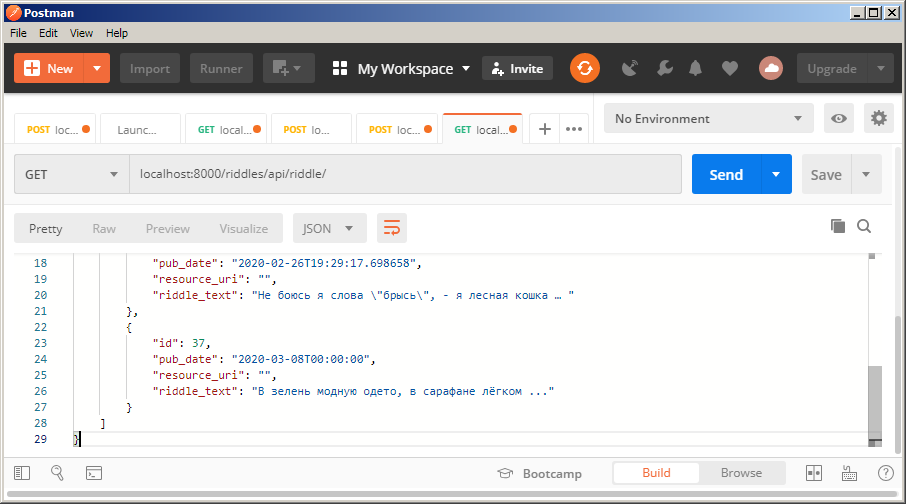 Postman
File Edit View Help
New Import Runner My Workspace Invite Upgrade
POST loc... Launc... GET local... POST lo... POST loc... GET local... No Environment
GET localhost:8000/riddles/api/riddle/ Send Save
Pretty Raw Preview Visualize JSON
18 "pub_date": "2020-02-26T19:29:17.698658",
19 "resource_uri": "",
20 "riddle_text": "Не боюсь я слова \"брысь\", - я лесная кошка … "
21 },
22 {
23 "id": 37,
24 "pub_date": "2020-03-08T00:00:00",
25 "resource_uri": "",
26 "riddle_text": "В зелень модную одето, в сарафане лёгком ..."
27 }
28 ]
29 }
Bootcamp Build Browse